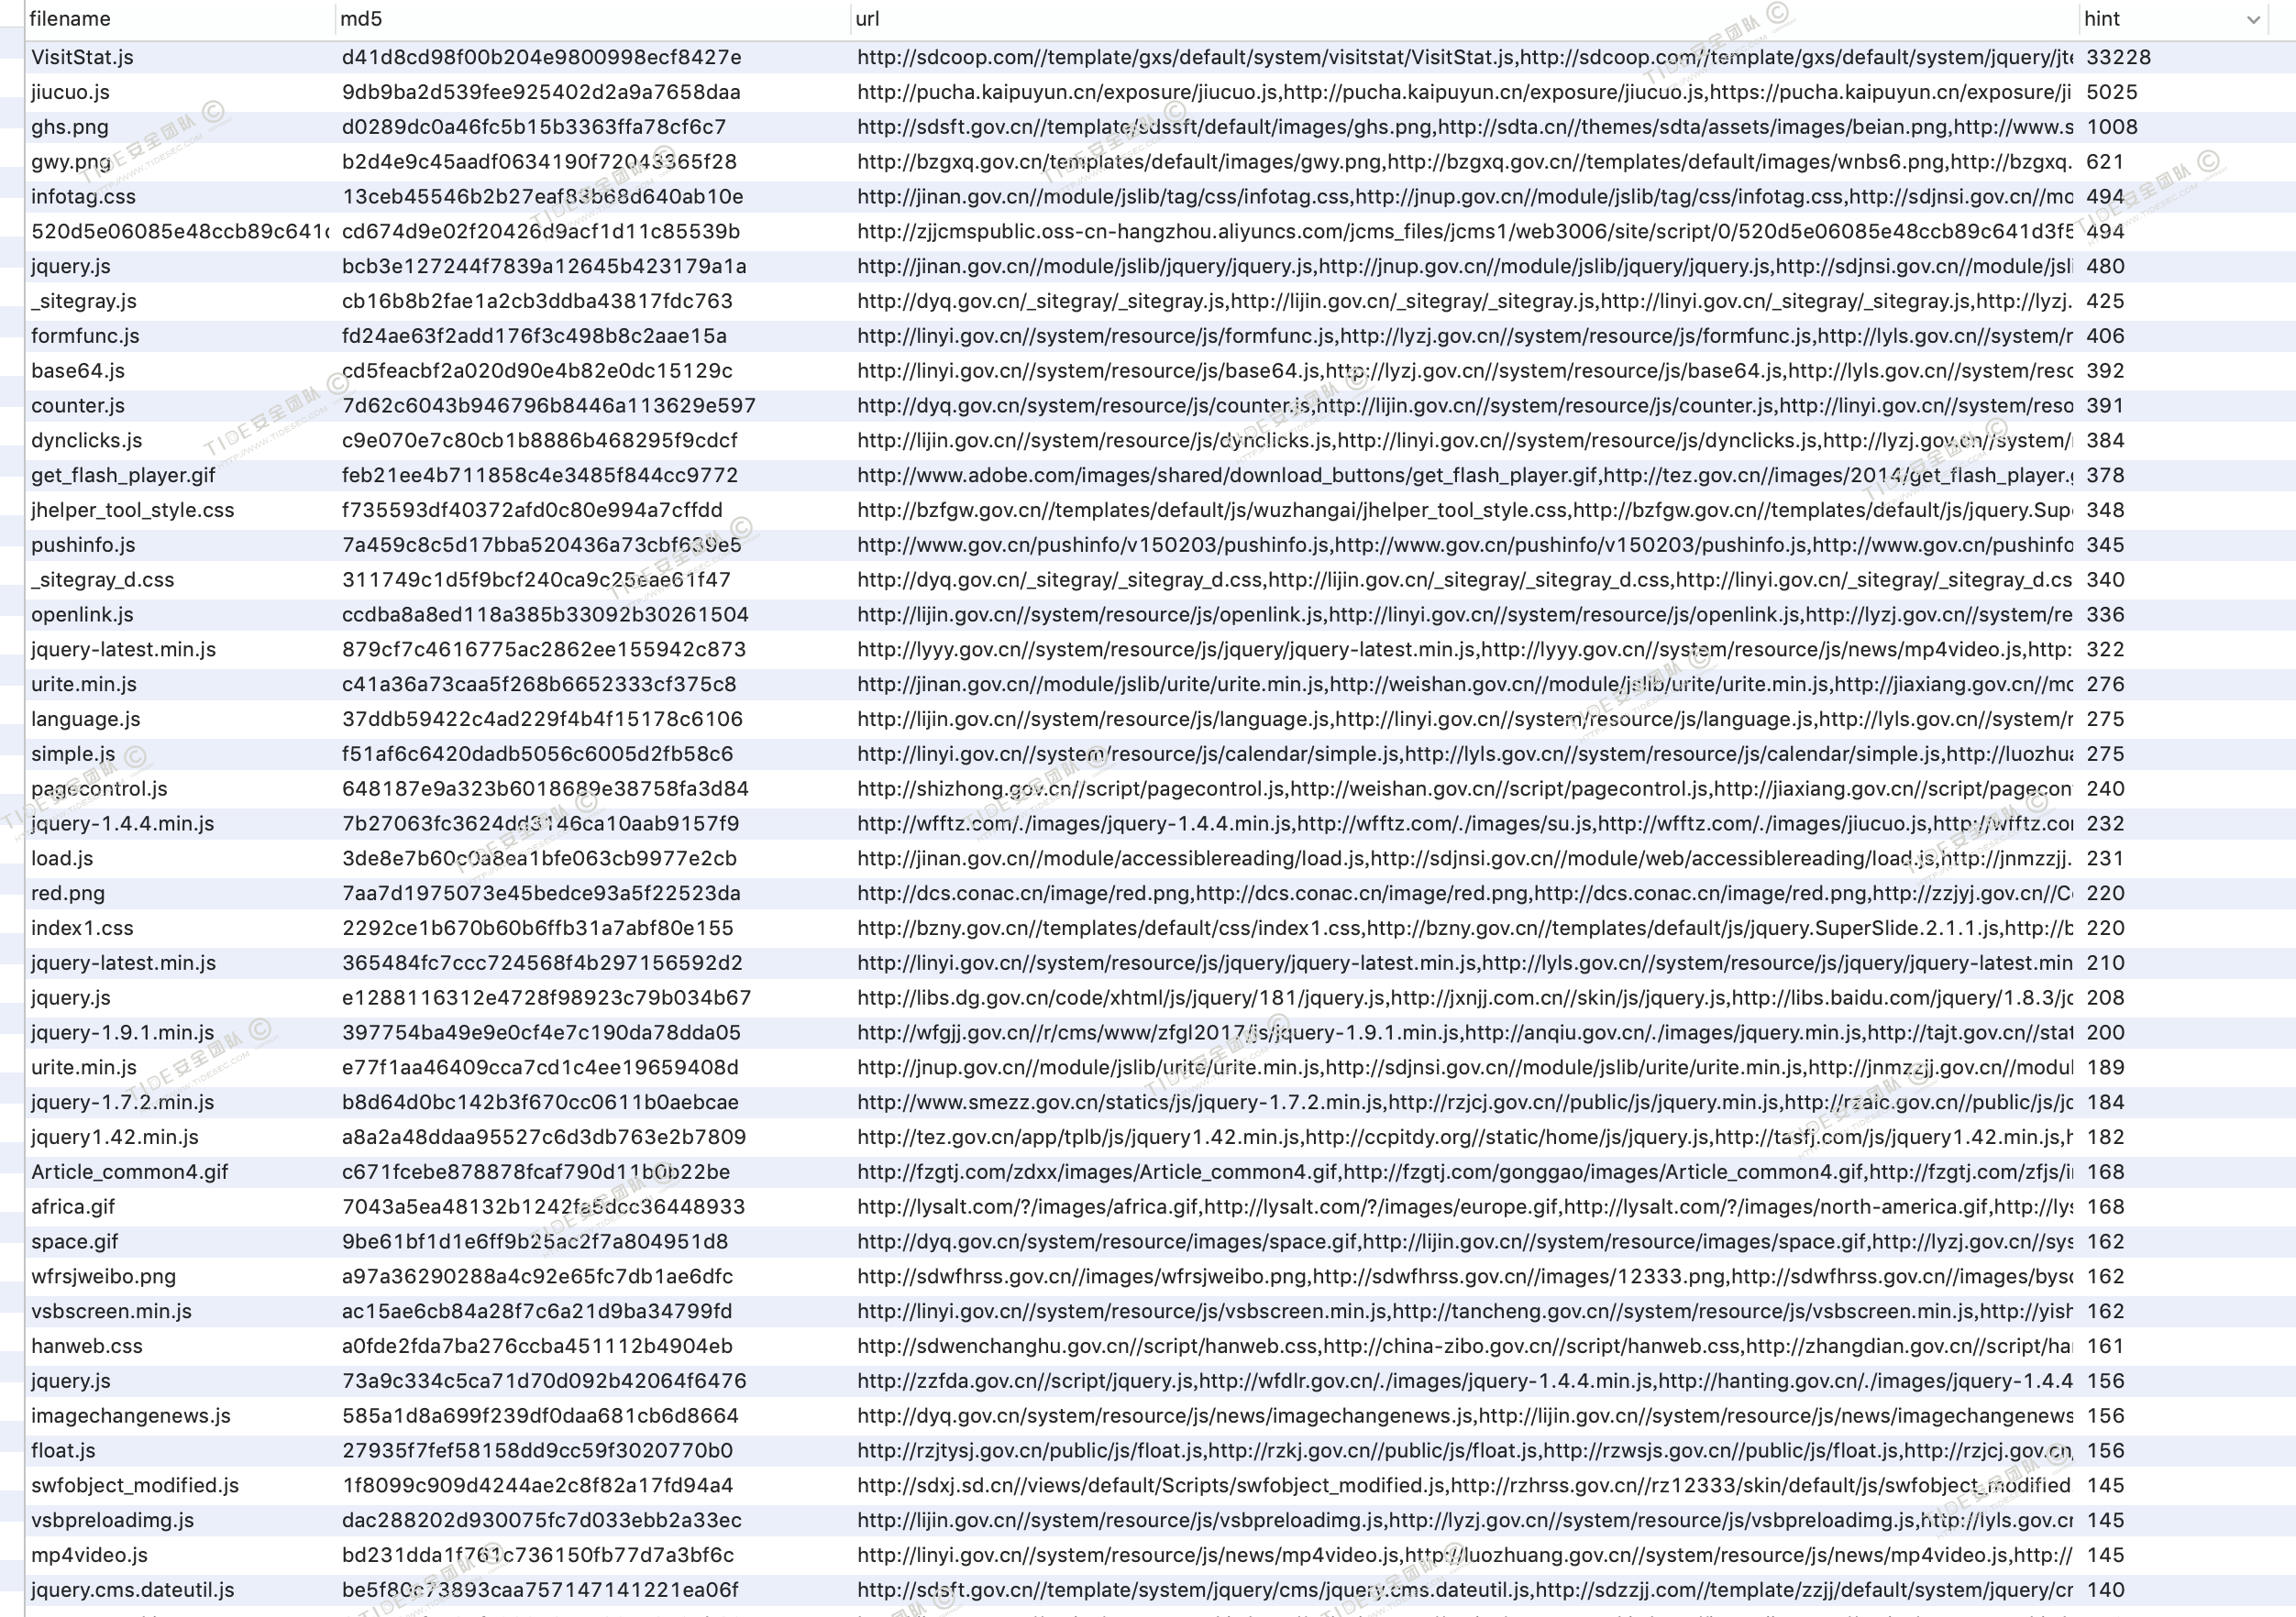 filename md5 url hint
VisitStat.js d41d8cd98f00b204e9800998ecf8427e http://sdcoop.com//template/gxs/default/system/visitstat/VisitStat.js,http://sdcoop.com//template/gxs/default/system/jquery/jte 33228
jiucuo.js 9db9ba2d539fee925402d2a9a7658daa http://pucha.kaipuyun.cn/exposure/jiucuo.js,http://pucha.kaipuyun.cn/exposure/jiucuo.js,https://pucha.kaipuyun.cn/exposure/ji 5025
ghs.png d0289dc0a46fc5b15b3363ffa78cf6c7 http://sdsft.gov.cn//template/sdssft/default/images/ghs.png,http://sdta.cn//themes/sdta/assets/images/beian.png,http://www.s 1008
gwy.png b2d4e9c45aadf0634190f72043365f28 http://bzgxq.gov.cn/templates/default/images/gwy.png,http://bzgxq.gov.cn//templates/default/images/wnbs6.png,http://bzgxq. 621
infotag.css 13ceb45546b2b27eaf83b68d640ab10e http://jinan.gov.cn//module/jslib/tag/css/infotag.css,http://jnup.gov.cn//module/jslib/tag/css/infotag.css,http://sdjnsi.gov.cn//mo 494
520d5e06085e48ccb89c641c cd674d9e02f20426d9acf1d11c85539b http://zjjcmspublic.oss-cn-hangzhou.aliyuncs.com/jcms_files/jcms1/web3006/site/script/0/520d5e06085e48ccb89c641d3f5 494
jquery.js bcb3e127244f7839a12645b423179a1a http://jinan.gov.cn//module/jslib/jquery/jquery.js,http://jnup.gov.cn//module/jslib/jquery/jquery.js,http://sdjnsi.gov.cn//module/jsli 480
_sitegray.js cb16b8b2fae1a2cb3ddba43817fdc763 http://dyq.gov.cn/_sitegray/_sitegray.js,http://lijin.gov.cn/_sitegray/_sitegray.js,http://linyi.gov.cn/_sitegray/_sitegray.js,http://lyzj. 425
formfunc.js fd24ae63f2add176f3c498b8c2aae15a http://linyi.gov.cn//system/resource/js/formfunc.js,http://lyzj.gov.cn//system/resource/js/formfunc.js,http://lyls.gov.cn//system/r 406
base64.js cd5feacbf2a020d90e4b82e0dc15129c http://linyi.gov.cn//system/resource/js/base64.js,http://lyzj.gov.cn//system/resource/js/base64.js,http://lyls.gov.cn//system/resc 392
counter.js 7d62c6043b946796b8446a113629e597 http://dyq.gov.cn/system/resource/js/counter.js,http://lijin.gov.cn//system/resource/js/counter.js,http://linyi.gov.cn//system/reso 391
dynclicks.js c9e070e7c80cb1b8886b468295f9cdcf http://lijin.gov.cn//system/resource/js/dynclicks.js,http://linyi.gov.cn//system/resource/js/dynclicks.js,http://lyzj.gov.cn//system/ 384
get_flash_player.gif feb21ee4b711858c4e3485f844cc9772 http://www.adobe.com/images/shared/download_buttons/get_flash_player.gif,http://tez.gov.cn//images/2014/get_flash_player.g 378
jhelper_tool_style.css f735593df40372afd0c80e994a7cffdd http://bzfgw.gov.cn//templates/default/js/wuzhangai/jhelper_tool_style.css,http://bzfgw.gov.cn//templates/default/js/jquery.Supe 348
pushinfo.js 7a459c8c5d17bba520436a73cbf639e5 http://www.gov.cn/pushinfo/v150203/pushinfo.js,http://www.gov.cn/pushinfo/v150203/pushinfo.js,http://www.gov.cn/pushinfo 345
_sitegray_d.css 311749c1d5f9bcf240ca9c25eae61f47 http://dyq.gov.cn/_sitegray/_sitegray_d.css,http://lijin.gov.cn/_sitegray/_sitegray_d.css,http://linyi.gov.cn/_sitegray/_sitegray_d.cs 340
openlink.js ccdba8a8ed118a385b33092b30261504 http://lijin.gov.cn//system/resource/js/openlink.js,http://linyi.gov.cn//system/resource/js/openlink.js,http://lyzj.gov.cn//system/re 336
jquery-latest.min.js 879cf7c4616775ac2862ee155942c873 http://lyyy.gov.cn//system/resource/js/jquery/jquery-latest.min.js,http://lyyy.gov.cn//system/resource/js/news/mp4video.js,http: 322
urite.min.js c41a36a73caa5f268b6652333cf375c8 http://jinan.gov.cn//module/jslib/urite/urite.min.js,http://weishan.gov.cn//module/jslib/urite/urite.min.js,http://jiaxiang.gov.cn//mc 276
language.js 37ddb59422c4ad229f4b4f15178c6106 http://lijin.gov.cn//system/resource/js/language.js,http://linyi.gov.cn//system/resource/js/language.js,http://lyls.gov.cn//system/r 275
simple.js f51af6c6420dadb5056c6005d2fb58c6 http://linyi.gov.cn//system/resource/js/calendar/simple.js,http://lyls.gov.cn//system/resource/js/calendar/simple.js,http://luozhua 275
pagecontrol.js 648187e9a323b6018689e38758fa3d84 http://shizhong.gov.cn//script/pagecontrol.js,http://weishan.gov.cn//script/pagecontrol.js,http://jiaxiang.gov.cn//script/pagecon 240
jquery-1.4.4.min.js 7b27063fc3624dd3146ca10aab9157f9 http://wfftz.com/./images/jquery-1.4.4.min.js,http://wfftz.com/./images/su.js,http://wfftz.com/./images/jiucuo.js,http://wfftz.com 232
load.js 3de8e7b60c0a8ea1bfe063cb9977e2cb http://jinan.gov.cn//module/accessiblereading/load.js,http://sdjnsi.gov.cn//module/web/accessiblereading/load.js,http://jnmzzjj. 231
red.png 7aa7d1975073e45bedce93a5f22523da http://dcs.conac.cn/image/red.png,http://dcs.conac.cn/image/red.png,http://dcs.conac.cn/image/red.png,http://zzjyj.gov.cn//C 220
index1.css 2292ce1b670b60b6ffb31a7abf80e155 http://bzny.gov.cn//templates/default/css/index1.css,http://bzny.gov.cn//templates/default/js/jquery.SuperSlide.2.1.1.js,http://b 220
jquery-latest.min.js 365484fc7ccc724568f4b297156592d2 http://linyi.gov.cn//system/resource/js/jquery/jquery-latest.min.js,http://lyls.gov.cn//system/resource/js/jquery/jquery-latest.min 210
jquery.js e1288116312e4728f98923c79b034b67 http://libs.dg.gov.cn/code/xhtml/js/jquery/181/jquery.js,http://jxnjj.com.cn//skin/js/jquery.js,http://libs.baidu.com/jquery/1.8.3/jc 208
jquery-1.9.1.min.js 397754ba49e9e0cf4e7c190da78dda05 http://wfgjj.gov.cn//r/cms/www/zfgl2017/js/jquery-1.9.1.min.js,http://anqiu.gov.cn/./images/jquery.min.js,http://tajt.gov.cn//stat 200
urite.min.js e77f1aa46409cca7cd1c4ee19659408d http://jnup.gov.cn//module/jslib/urite/urite.min.js,http://sdjnsi.gov.cn//module/jslib/urite/urite.min.js,http://jnmzzjj.gov.cn//modul 189
jquery-1.7.2.min.js b8d64d0bc142b3f670cc0611b0aebcae http://www.smezz.gov.cn/statics/js/jquery-1.7.2.min.js,http://rzjcj.gov.cn//public/js/jquery.min.js,http://rzaic.gov.cn//public/js/jc 184
jquery1.42.min.js a8a2a48ddaa95527c6d3db763e2b7809 http://tez.gov.cn/app/tplb/js/jquery1.42.min.js,http://ccpitdy.org//static/home/js/jquery.js,http://tasfj.com/js/jquery1.42.min.js,h 182
Article_common4.gif c671fcebe878878fcaf790d11b0b22be http://fzgtj.com/zdxx/images/Article_common4.gif,http://fzgtj.com/gonggao/images/Article_common4.gif,http://fzgtj.com/zfjs/i 168
africa.gif 7043a5ea48132b1242fa5dcc36448933 http://lysalt.com/?/images/africa.gif,http://lysalt.com/?/images/europe.gif,http://lysalt.com/?/images/north-america.gif,http://lys 168
space.gif 9be61bf1d1e6ff9b25ac2f7a804951d8 http://dyq.gov.cn/system/resource/images/space.gif,http://lijin.gov.cn//system/resource/images/space.gif,http://lyzj.gov.cn//sys 162
wfrsjweibo.png a97a36290288a4c92e65fc7db1ae6dfc http://sdwfhrss.gov.cn//images/wfrsjweibo.png,http://sdwfhrss.gov.cn//images/12333.png,http://sdwfhrss.gov.cn//images/bysc 162
vsbscreen.min.js ac15ae6cb84a28f7c6a21d9ba34799fd http://linyi.gov.cn//system/resource/js/vsbscreen.min.js,http://tancheng.gov.cn//system/resource/js/vsbscreen.min.js,http://yish 162
hanweb.css a0fde2fda7ba276ccba451112b4904eb http://sdwenchanghu.gov.cn//script/hanweb.css,http://china-zibo.gov.cn//script/hanweb.css,http://zhangdian.gov.cn//script/ha 161
jquery.js 73a9c334c5ca71d70d092b42064f6476 http://zzfda.gov.cn//script/jquery.js,http://wfdlr.gov.cn/./images/jquery-1.4.4.min.js,http://hanting.gov.cn/./images/jquery-1.4.4 156
imagechangenews.js 585a1d8a699f239df0daa681cb6d8664 http://dyq.gov.cn/system/resource/js/news/imagechangenews.js,http://lijin.gov.cn//system/resource/js/news/imagechangenews 156
float.js 27935f7fef58158dd9cc59f3020770b0 http://rzjtysj.gov.cn/public/js/float.js,http://rzkj.gov.cn//public/js/float.js,http://rzwsjs.gov.cn//public/js/float.js,http://rzjcj.gov.cn 156
swfobject_modified.js 1f8099c909d4244ae2c8f82a17fd94a4 http://sdxj.sd.cn//views/default/Scripts/swfobject_modified.js,http://rzhrss.gov.cn//rz12333/skin/default/js/swfobject_modified 145
vsbpreloadimg.js dac288202d930075fc7d033ebb2a33ec http://lijin.gov.cn//system/resource/js/vsbpreloadimg.js,http://lyzj.gov.cn//system/resource/js/vsbpreloadimg.js,http://lyls.gov.cn 145
mp4video.js bd231dda1f761c736150fb77d7a3bf6c http://linyi.gov.cn//system/resource/js/news/mp4video.js,http://luozhuang.gov.cn//system/resource/js/news/mp4video.js,http:// 145
jquery.cms.dateutil.js be5f80c73893caa757147141221ea06f http://sdsft.gov.cn//template/system/jquery/cms/jquery.cms.dateutil.js,http://sdzzjj.com//template/zzjj/default/system/jquery/cr 140